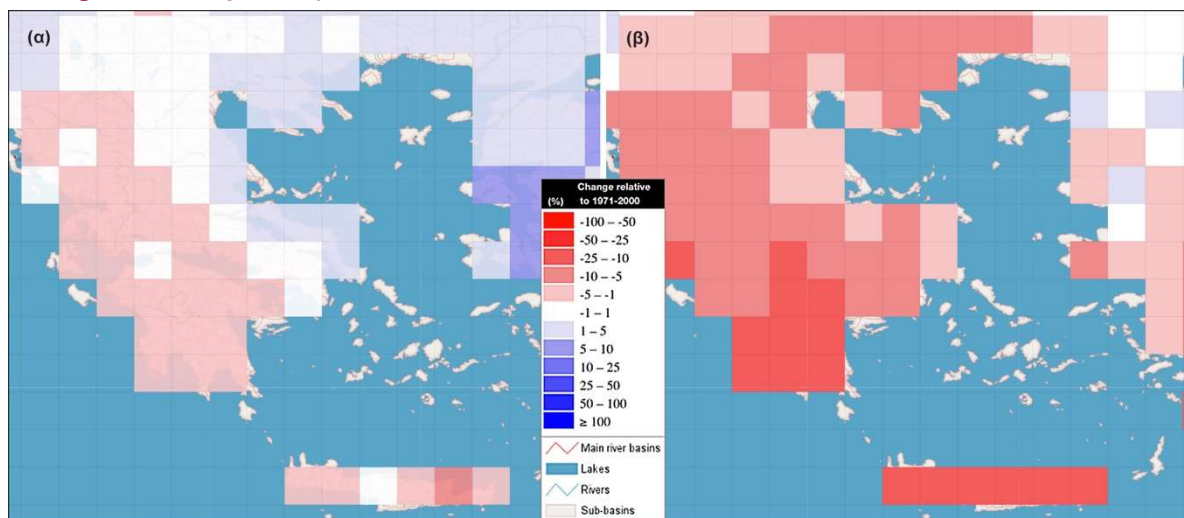 (α)
(β)
(%) Change relative
to 1971-2000
-100 – -50
-50 – -25
-25 – -10
-10 – -5
-5 – -1
-1 – 1
1 – 5
5 – 10
10 – 25
25 – 50
50 – 100
≥ 100
Main river basins
Lakes
Rivers
Sub-basins